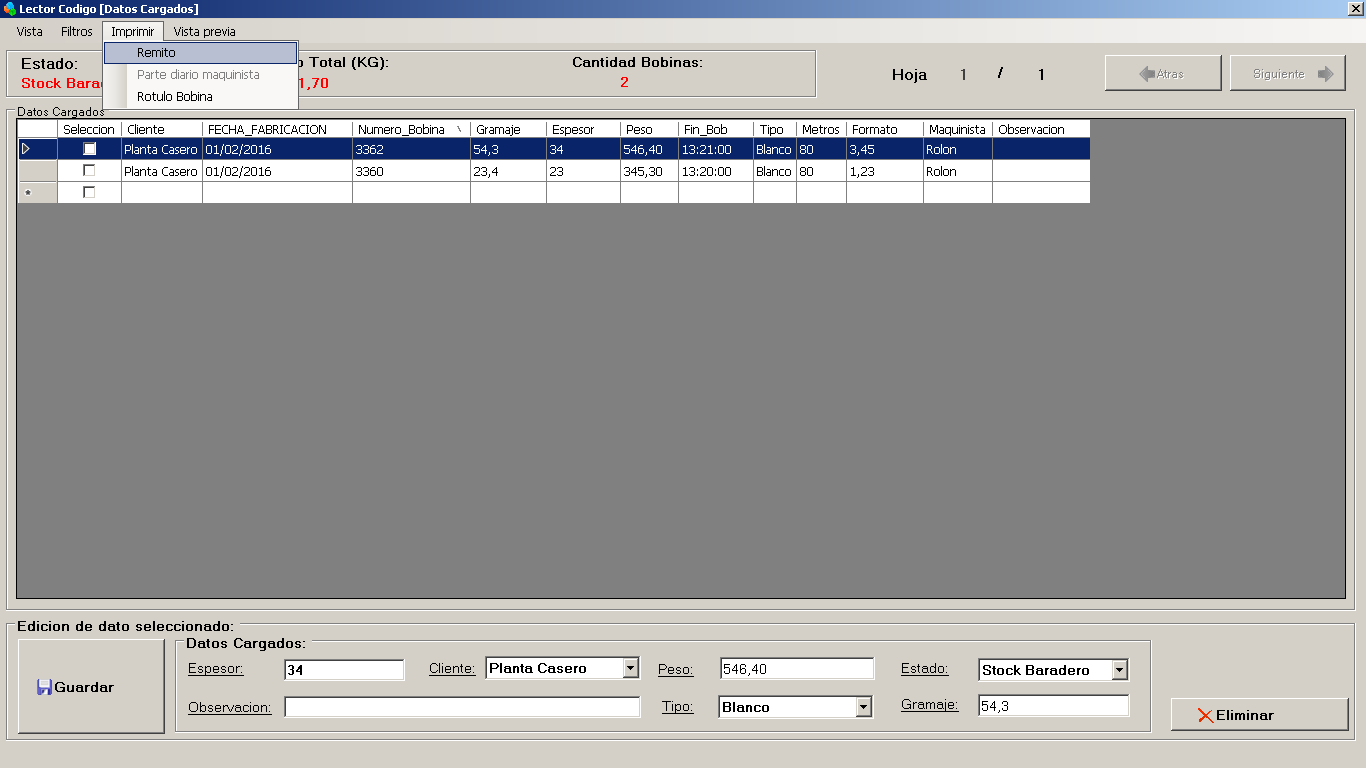 Lector Codigo [Datos Cargados]
Vista Filtros Imprimir Vista previa
Remito
Parte diario maquinista
Rotulo Bobina
Estado: Total (KG): Cantidad Bobinas:
Stock 1,70 2
Hoja 1 / 1 Atras Siguiente
Datos Cargados
Seleccion Cliente FECHA_FABRICACION Numero_Bobina Gramaje Espesor Peso Fin_Bob Tipo Metros Formato Maquinista Observacion
Planta Casero 01/02/2016 3362 54,3 34 546,40 13:21:00 Blanco 80 3,45 Rolon
Planta Casero 01/02/2016 3360 23,4 23 345,30 13:20:00 Blanco 80 1,23 Rolon
*
Edicion de dato seleccionado:
Guardar
Datos Cargados:
Espesor: 34 Cliente: Planta Casero Peso: 546,40 Estado: Stock Baradero
Observacion: Tipo: Blanco Gramaje: 54,3
Eliminar